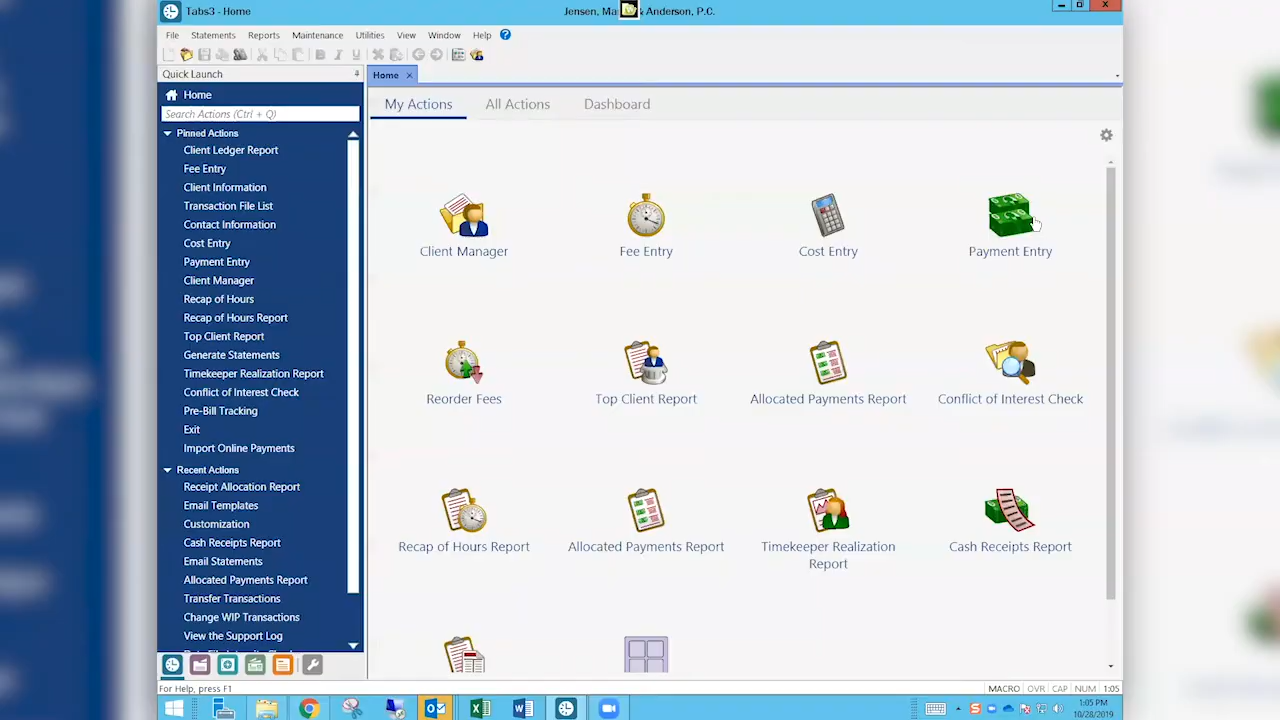 Tabs3 - Home
Jensen, Ma Anderson, P.C.
File Statements Reports Maintenance Utilities View Window Help
Quick Launch
Home
Home
Search Actions (Ctrl + Q)
My Actions All Actions Dashboard
Pinned Actions
Client Ledger Report
Fee Entry
Client Information
Transaction File List
Contact Information
Cost Entry
Payment Entry
Client Manager
Recap of Hours
Recap of Hours Report
Top Client Report
Generate Statements
Timekeeper Realization Report
Conflict of Interest Check
Pre-Bill Tracking
Exit
Import Online Payments
Recent Actions
Receipt Allocation Report
Email Templates
Customization
Cash Receipts Report
Email Statements
Allocated Payments Report
Transfer Transactions
Change WIP Transactions
View the Support Log
Client Manager
Fee Entry
Cost Entry
Payment Entry
Reorder Fees
Top Client Report
Allocated Payments Report
Conflict of Interest Check
Recap of Hours Report
Allocated Payments Report
Timekeeper Realization
Report
Cash Receipts Report
For Help, press F1
MACRO OVR CAP NUM 1:05
1:05 PM
10/28/2019